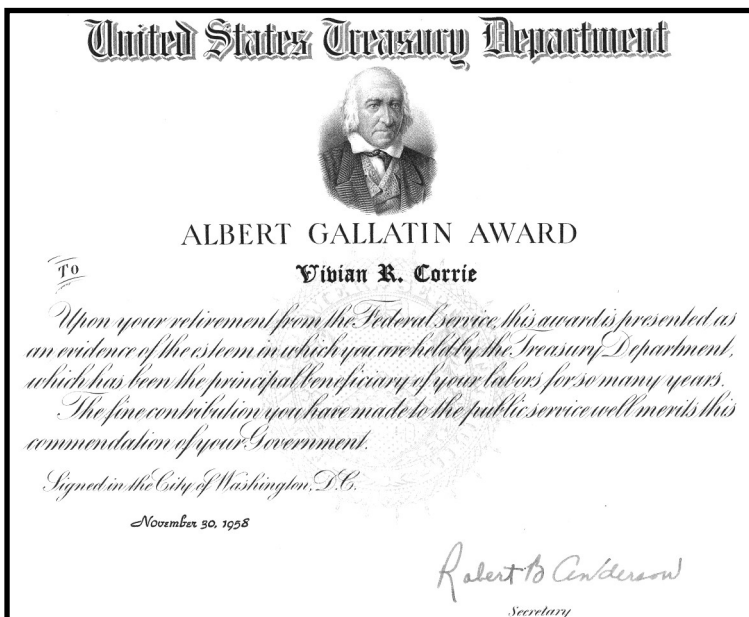 United States Treasury Department
ALBERT GALLATIN AWARD
To
Vivian R. Corrie
Upon your retirement from the Federal service, this award is presented as
an evidence of the esteem in which you are held by the Treasury Department,
which has been the principal beneficiary of your labors for so many years.
The fine contribution you have made to the public service well merits this
commendation of your Government.
Signed in the City of Washington, D.C.
November 30, 1958
Robert B Anderson
Secretary